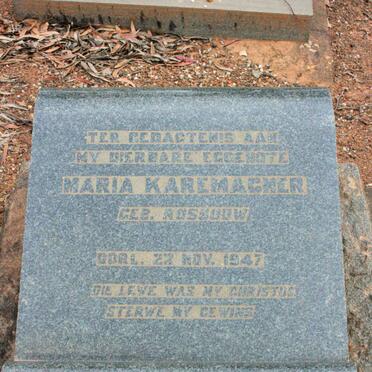 TER GEDAGTENIS AAN
MY DIERBARE EGGENOTE
MARIA KAREMACHER
GEB. ROSSOUW
OORL. 27 NOV. 1947
DIE LEWE WAS MY CHRISTUS
STERWE MY GEWINS